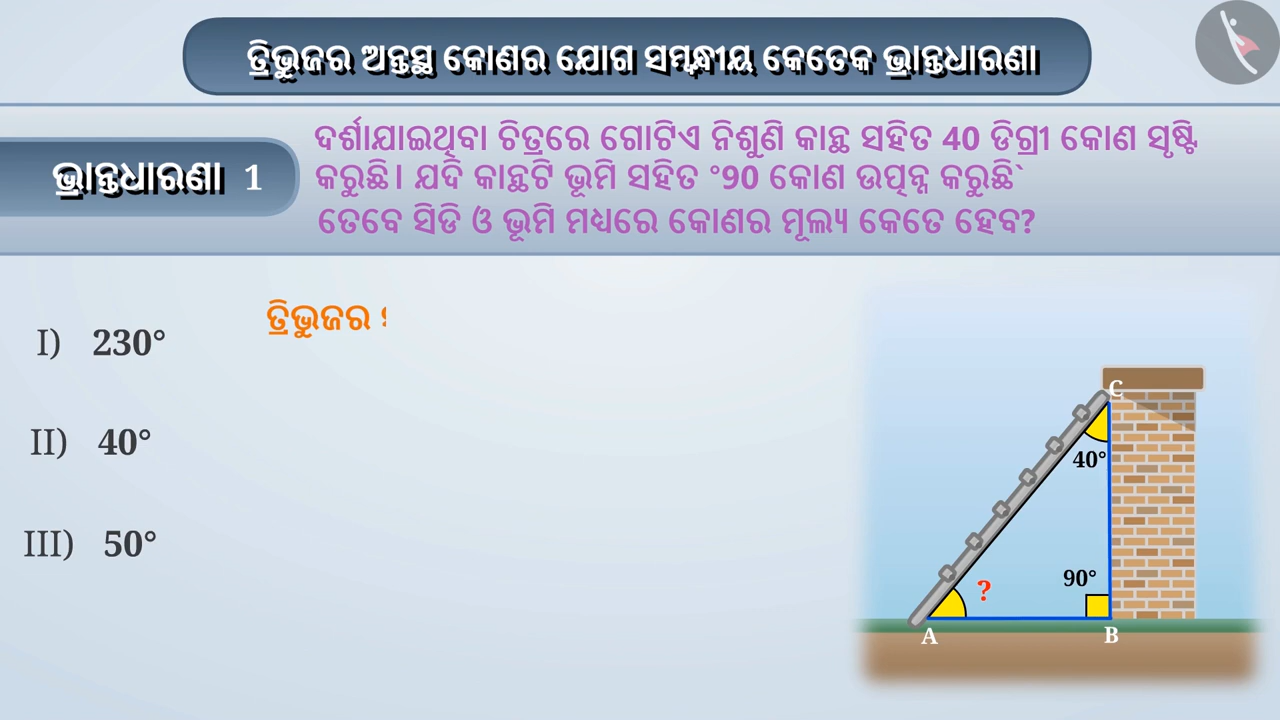 ତ୍ରିଭୁଜର ଅନ୍ତସ୍ଥ କୋଣର ଯୋଗ ସମ୍ବନ୍ଧୀୟ କେତେକ ଭ୍ରାନ୍ତଧାରଣା
ଭ୍ରାନ୍ତଧାରଣା 1
ଦର୍ଶାଯାଇଥିବା ଚିତ୍ରରେ ଗୋଟିଏ ନିଶୁଣି କାନ୍ଥ ସହିତ 40 ଡିଗ୍ରୀ କୋଣ ସୃଷ୍ଟି
କରୁଛି। ଯଦି କାନ୍ଥଟି ଭୂମି ସହିତ °90 କୋଣ ଉତ୍ପନ୍ନ କରୁଛି`
ତେବେ ସିଡି ଓ ଭୂମି ମଧ୍ୟରେ କୋଣର ମୂଲ୍ୟ କେତେ ହେବ?
ତ୍ରିଭୁଜର
I) 230°
II) 40°
III) 50°
C
40°
90°
?
A
B